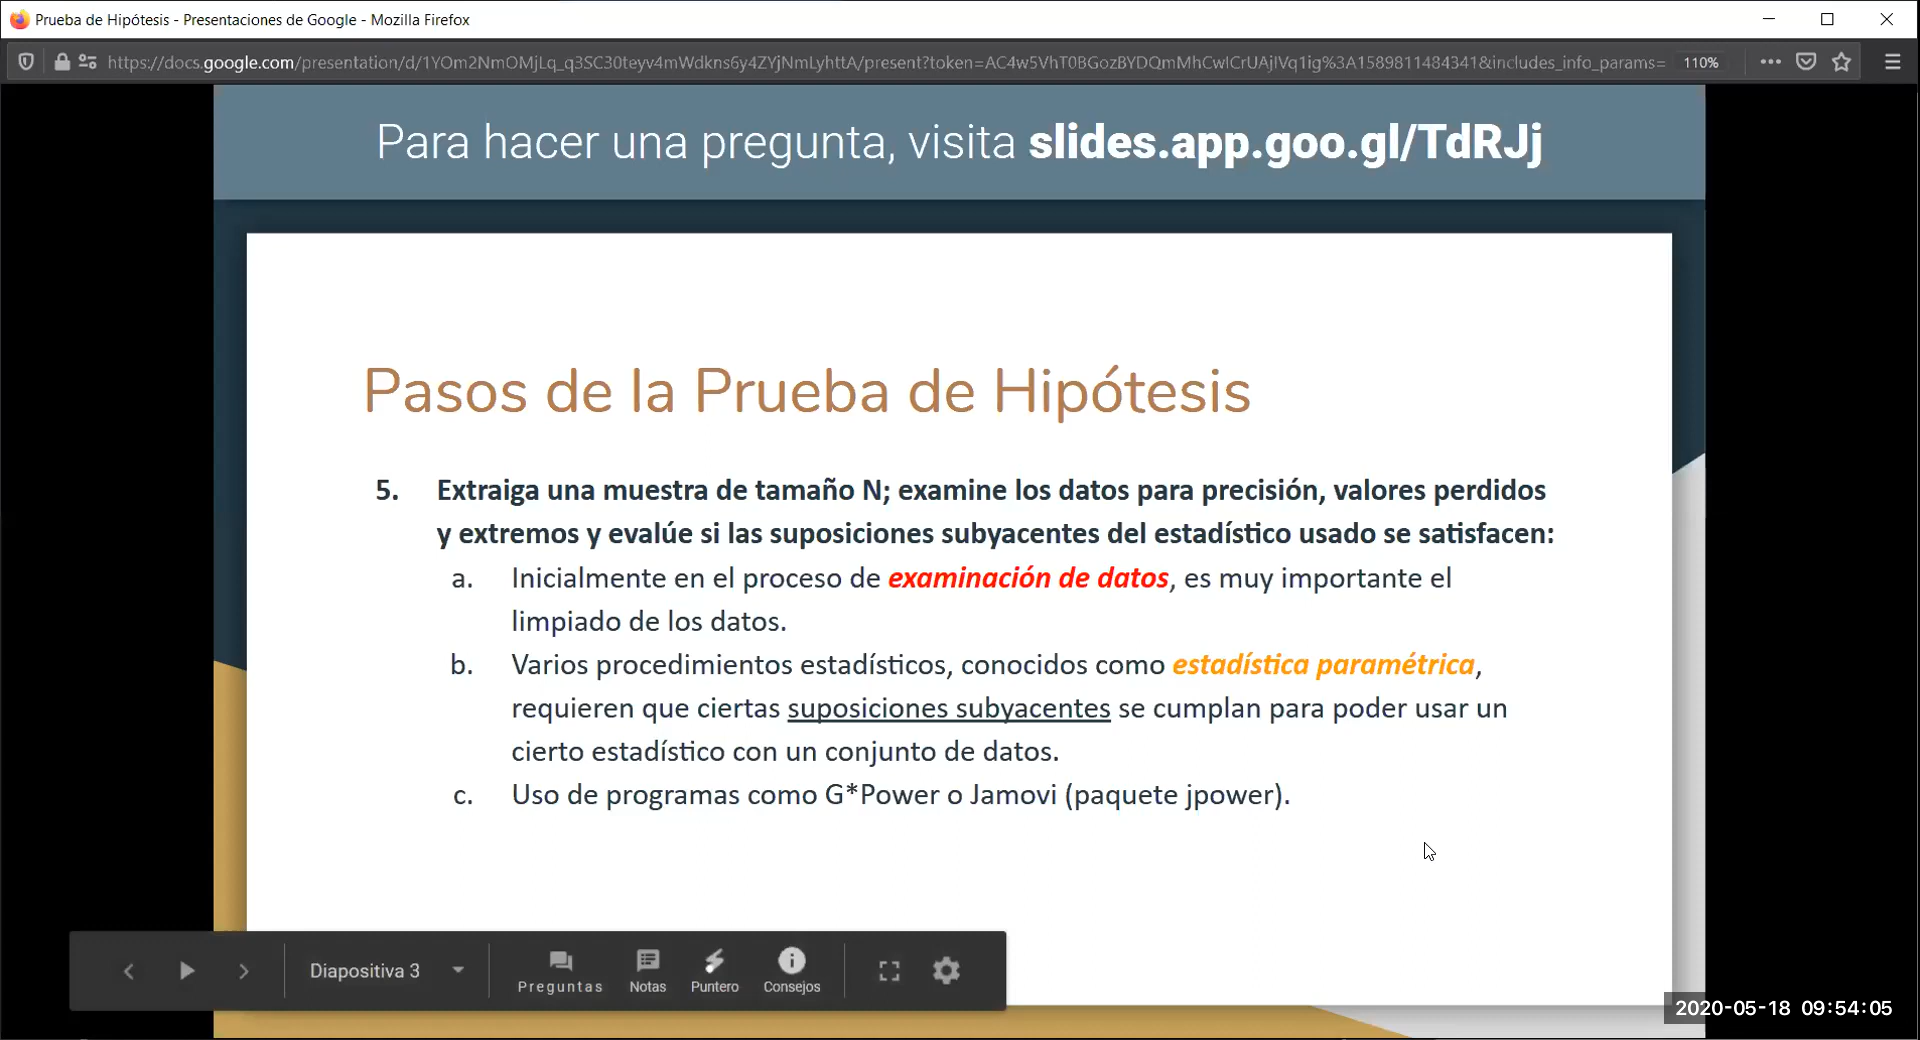 Prueba de Hipótesis - Presentaciones de Google - Mozilla Firefox
https://docs.google.com/presentation/d/1YOm2NmOMjLq_q3SC30teyv4mWdkns6y4ZYjNmLyhttA/present?token=AC4w5VhT0BGozBYDQmMhCwlCrUAjIVq1ig%3A1589811484341&includes_info_params= 110%
Para hacer una pregunta, visita slides.app.goo.gl/TdRJj
Pasos de la Prueba de Hipótesis
5. Extraiga una muestra de tamaño N; examine los datos para precisión, valores perdidos
y extremos y evalúe si las suposiciones subyacentes del estadístico usado se satisfacen:
a. Inicialmente en el proceso de examinación de datos, es muy importante el
limpiado de los datos.
b. Varios procedimientos estadísticos, conocidos como estadística paramétrica,
requieren que ciertas suposiciones subyacentes se cumplan para poder usar un
cierto estadístico con un conjunto de datos.
c. Uso de programas como G*Power o Jamovi (paquete jpower).
Diapositiva 3
Preguntas Notas Puntero Consejos
2020-05-18 09:54:05